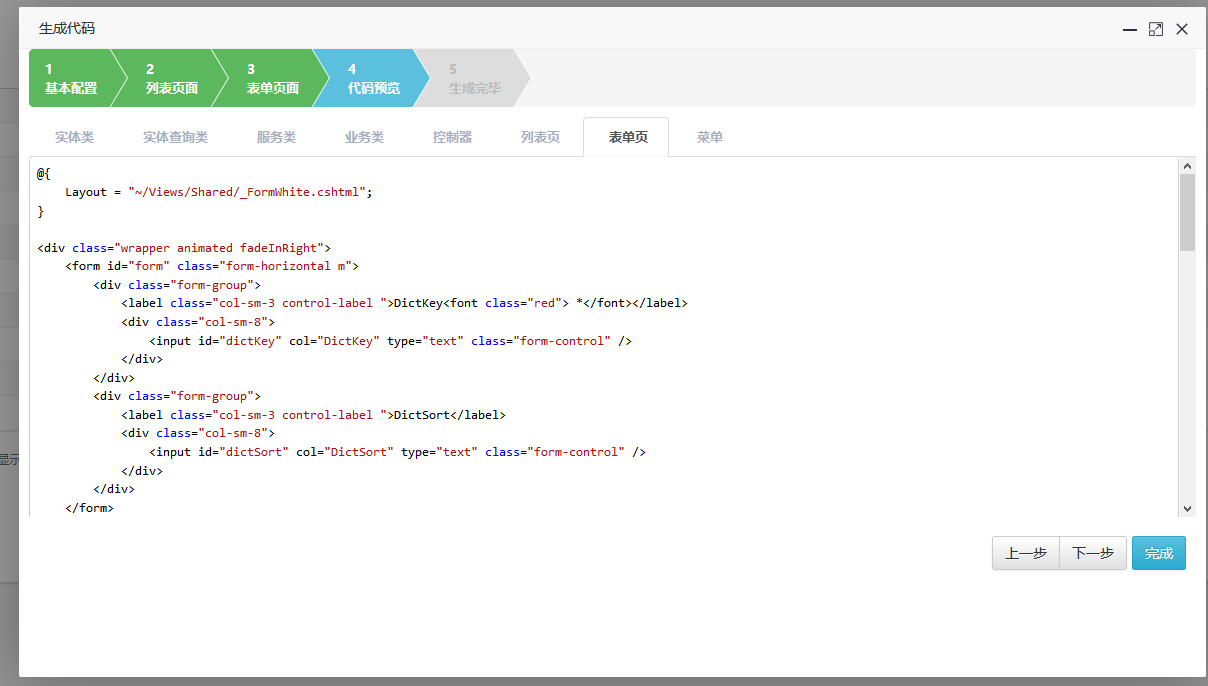 生成代码
1 2 3 4 5
基本配置 列表页面 表单页面 代码预览 生成完毕
实体类 实体查询类 服务类 业务类 控制器 列表页 表单页 菜单
@{
    Layout = "~/Views/Shared/_FormWhite.cshtml";
}
<div class="wrapper animated fadeInRight">
    <form id="form" class="form-horizontal m">
        <div class="form-group">
            <label class="col-sm-3 control-label ">DictKey<font class="red"> *</font></label>
            <div class="col-sm-8">
                <input id="dictKey" col="DictKey" type="text" class="form-control" />
            </div>
        </div>
        <div class="form-group">
            <label class="col-sm-3 control-label ">DictSort</label>
            <div class="col-sm-8">
                <input id="dictSort" col="DictSort" type="text" class="form-control" />
            </div>
        </div>
    </form>
显示
上一步 下一步 完成